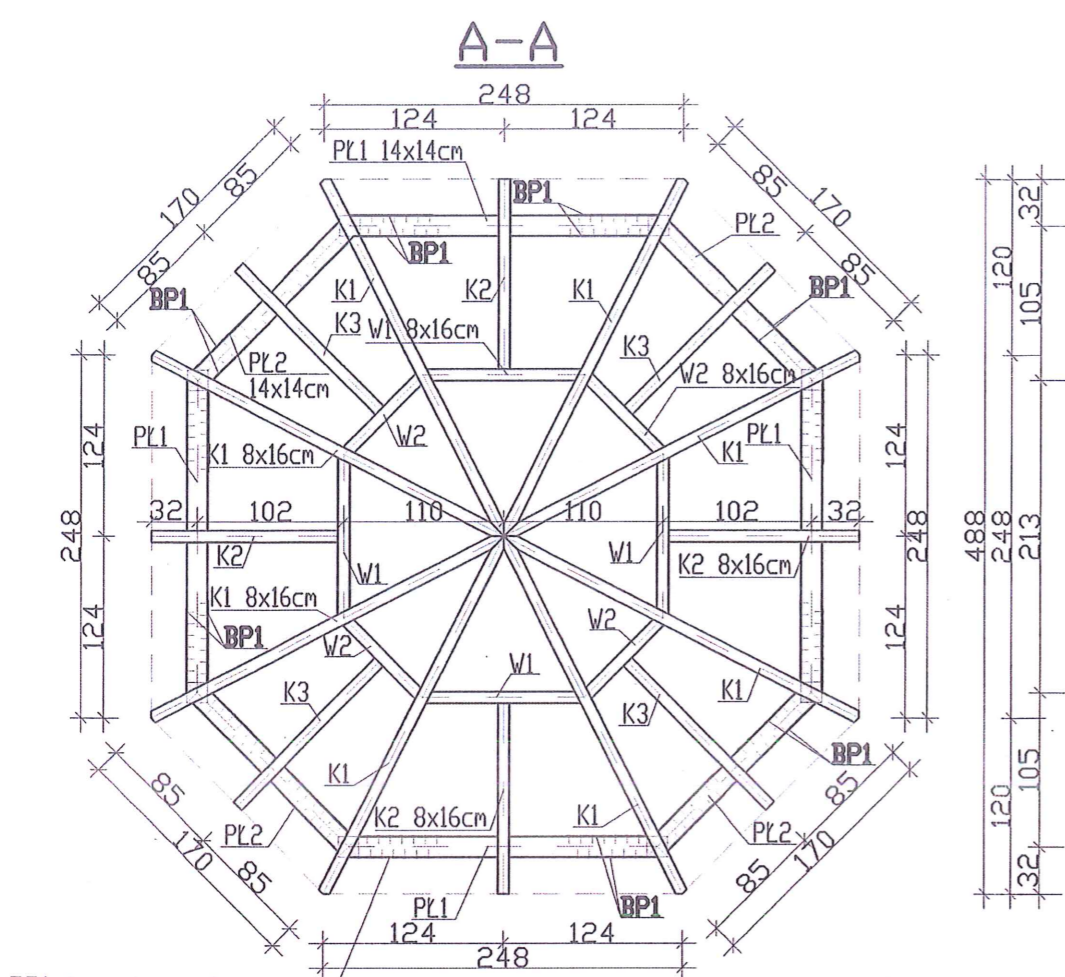 A-A
248
124 124
PŁ1 14x14cm
BP1
BP1
PŁ2
170
85
85
85
170
85
BP1
BP1
K1
K2
K1
K3
W1 8x16cm
K3
PŁ2
14x14cm
W2 8x16cm
W2
PŁ1
K1 8x16cm
K1
PŁ1
32 102 110 110 102 32
K2
W1
W1
K2 8x16cm
K1 8x16cm
BP1
W2
W2
W1
K3
K3
K1
K1
K2 8x16cm
K1
BP1
PŁ2
PŁ2
PŁ1
BP1
85
170
85
85
170
85
124 124
248
124
248
124
124
248
124
488
120
248
120
32
105
213
105
32